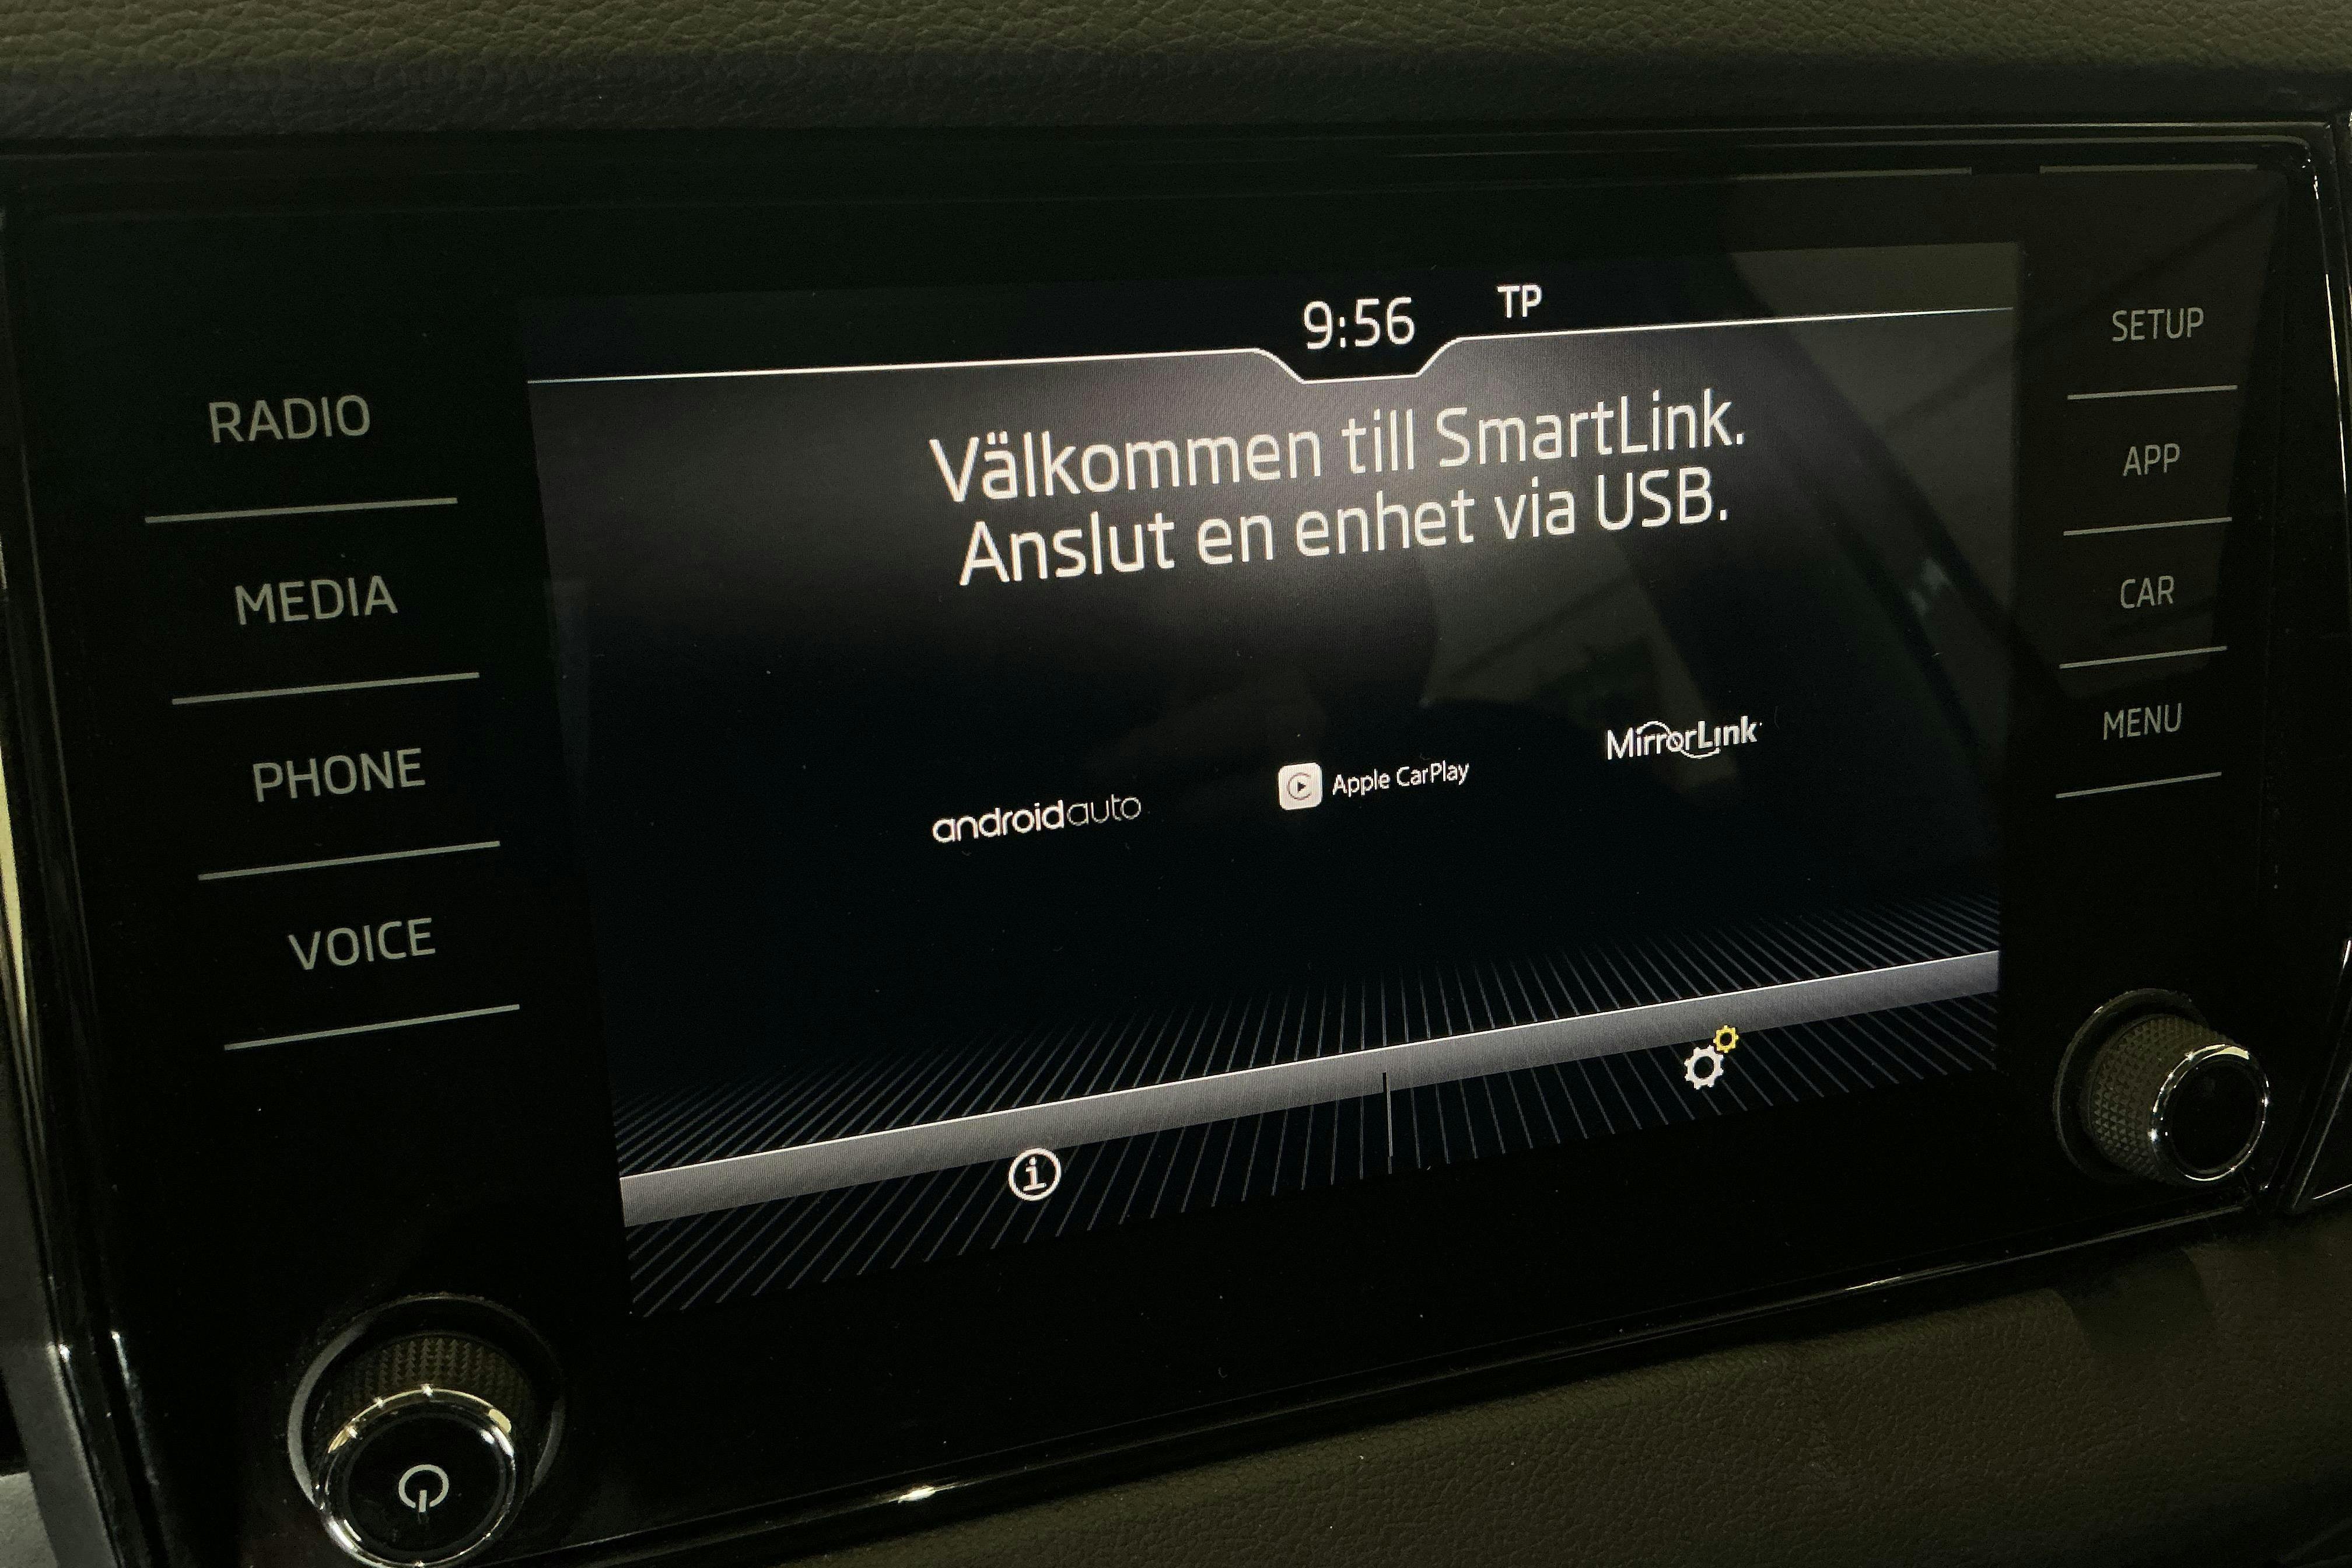 9:56 TP
RADIO
MEDIA
PHONE
VOICE
Välkommen till SmartLink.
Anslut en enhet via USB.
androidauto
Apple CarPlay
MirrorLink
i
SETUP
APP
CAR
MENU